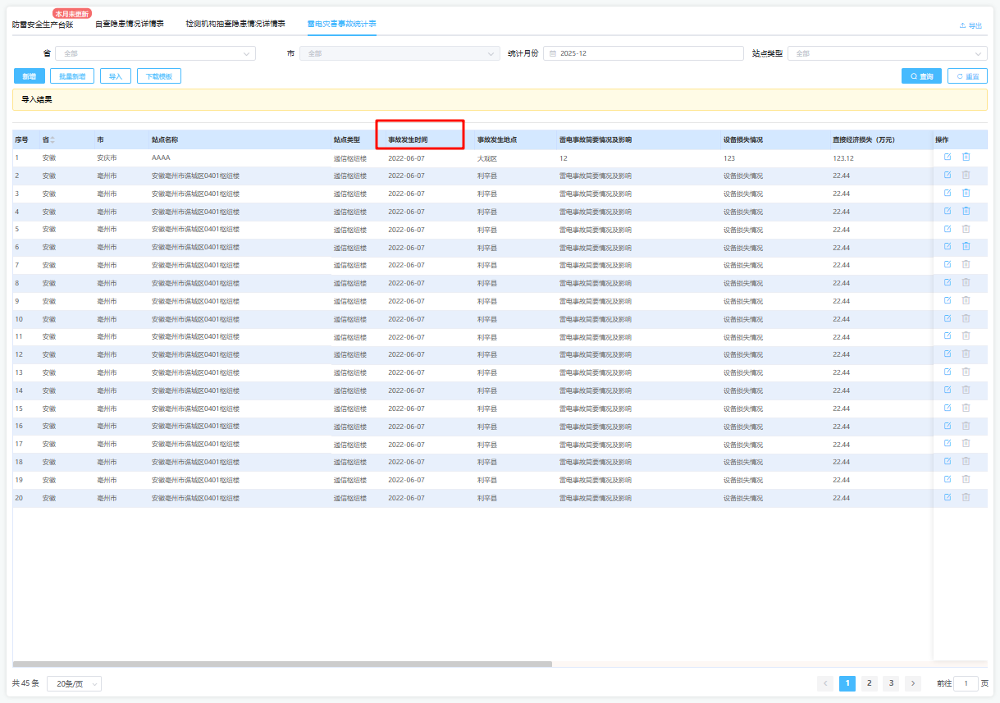 本月未更新
防雷安全生产台账 自查隐患情况详情表 检测机构抽查隐患情况详情表 雷电灾害事故统计表 导出
省 全部 市 全部 统计月份 2025-12 站点类型 全部
新增 批量新增 导入 下载模板 查询 重置
导入结果
序号 省 市 站点名称 站点类型 事故发生时间 事故发生地点 雷电事故简要情况及影响 设备损失情况 直接经济损失（万元） 操作
1 安徽 安庆市 AAAA 通信枢纽楼 2022-06-07 大观区 12 123 123.12
2 安徽 亳州市 安徽亳州市谯城区0401枢纽楼 通信枢纽楼 2022-06-07 利辛县 雷电事故简要情况及影响 设备损失情况 22.44
3 安徽 亳州市 安徽亳州市谯城区0401枢纽楼 通信枢纽楼 2022-06-07 利辛县 雷电事故简要情况及影响 设备损失情况 22.44
4 安徽 亳州市 安徽亳州市谯城区0401枢纽楼 通信枢纽楼 2022-06-07 利辛县 雷电事故简要情况及影响 设备损失情况 22.44
5 安徽 亳州市 安徽亳州市谯城区0401枢纽楼 通信枢纽楼 2022-06-07 利辛县 雷电事故简要情况及影响 设备损失情况 22.44
6 安徽 亳州市 安徽亳州市谯城区0401枢纽楼 通信枢纽楼 2022-06-07 利辛县 雷电事故简要情况及影响 设备损失情况 22.44
7 安徽 亳州市 安徽亳州市谯城区0401枢纽楼 通信枢纽楼 2022-06-07 利辛县 雷电事故简要情况及影响 设备损失情况 22.44
8 安徽 亳州市 安徽亳州市谯城区0401枢纽楼 通信枢纽楼 2022-06-07 利辛县 雷电事故简要情况及影响 设备损失情况 22.44
9 安徽 亳州市 安徽亳州市谯城区0401枢纽楼 通信枢纽楼 2022-06-07 利辛县 雷电事故简要情况及影响 设备损失情况 22.44
10 安徽 亳州市 安徽亳州市谯城区0401枢纽楼 通信枢纽楼 2022-06-07 利辛县 雷电事故简要情况及影响 设备损失情况 22.44
11 安徽 亳州市 安徽亳州市谯城区0401枢纽楼 通信枢纽楼 2022-06-07 利辛县 雷电事故简要情况及影响 设备损失情况 22.44
12 安徽 亳州市 安徽亳州市谯城区0401枢纽楼 通信枢纽楼 2022-06-07 利辛县 雷电事故简要情况及影响 设备损失情况 22.44
13 安徽 亳州市 安徽亳州市谯城区0401枢纽楼 通信枢纽楼 2022-06-07 利辛县 雷电事故简要情况及影响 设备损失情况 22.44
14 安徽 亳州市 安徽亳州市谯城区0401枢纽楼 通信枢纽楼 2022-06-07 利辛县 雷电事故简要情况及影响 设备损失情况 22.44
15 安徽 亳州市 安徽亳州市谯城区0401枢纽楼 通信枢纽楼 2022-06-07 利辛县 雷电事故简要情况及影响 设备损失情况 22.44
16 安徽 亳州市 安徽亳州市谯城区0401枢纽楼 通信枢纽楼 2022-06-07 利辛县 雷电事故简要情况及影响 设备损失情况 22.44
17 安徽 亳州市 安徽亳州市谯城区0401枢纽楼 通信枢纽楼 2022-06-07 利辛县 雷电事故简要情况及影响 设备损失情况 22.44
18 安徽 亳州市 安徽亳州市谯城区0401枢纽楼 通信枢纽楼 2022-06-07 利辛县 雷电事故简要情况及影响 设备损失情况 22.44
19 安徽 亳州市 安徽亳州市谯城区0401枢纽楼 通信枢纽楼 2022-06-07 利辛县 雷电事故简要情况及影响 设备损失情况 22.44
20 安徽 亳州市 安徽亳州市谯城区0401枢纽楼 通信枢纽楼 2022-06-07 利辛县 雷电事故简要情况及影响 设备损失情况 22.44
共 45 条 20条/页 1 2 3 前往 1 页